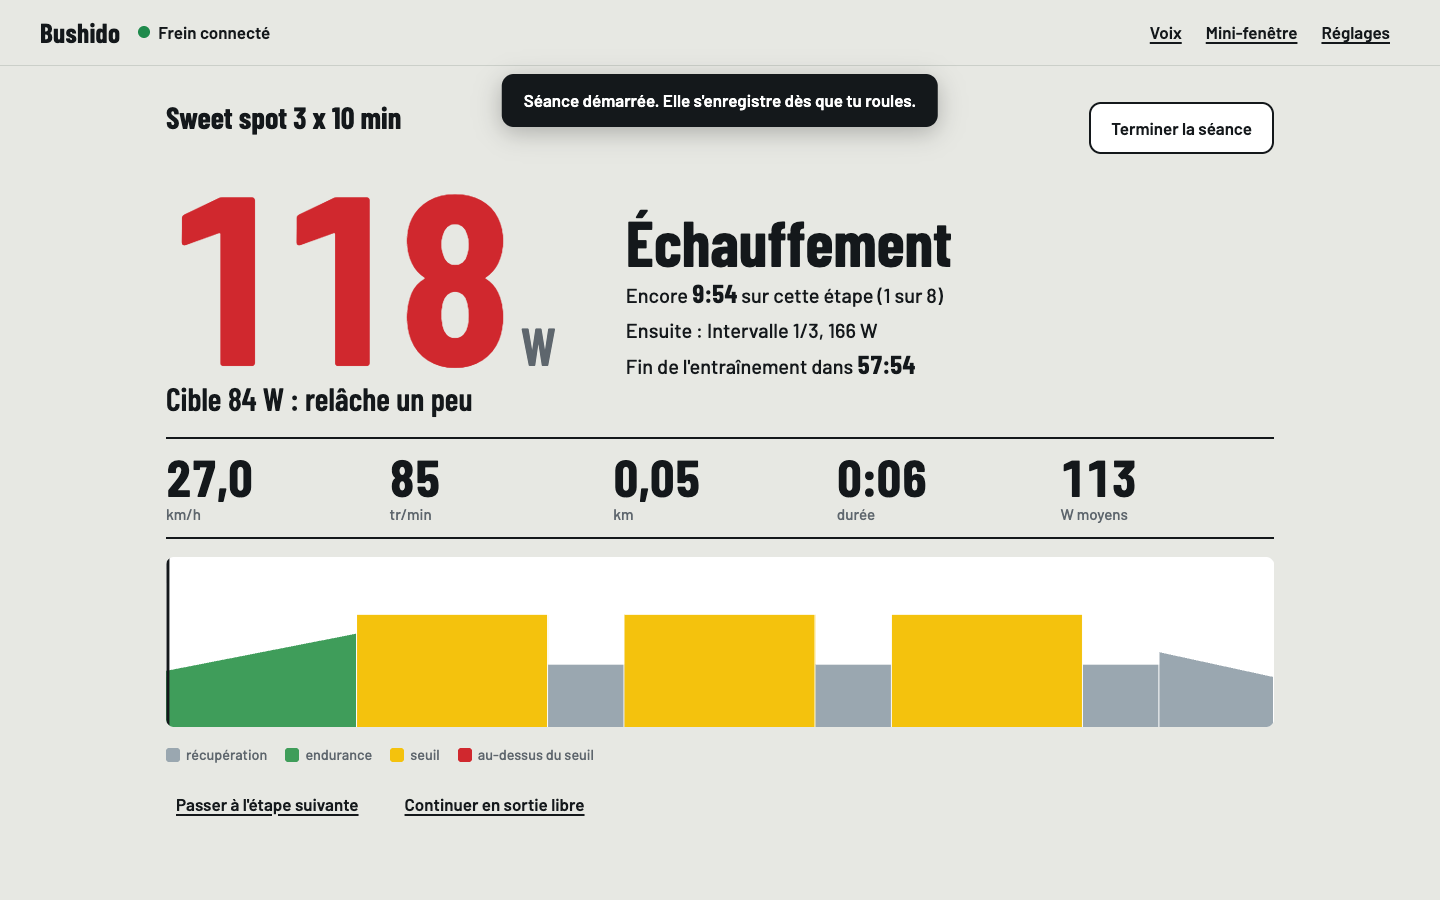 Bushido
Frein connecté
Voix
Mini-fenêtre
Réglages
Séance démarrée. Elle s'enregistre dès que tu roules.
Sweet spot 3 x 10 min
Terminer la séance
118 W
Cible 84 W : relâche un peu
Échauffement
Encore 9:54 sur cette étape (1 sur 8)
Ensuite : Intervalle 1/3, 166 W
Fin de l'entraînement dans 57:54
27,0
km/h
85
tr/min
0,05
km
0:06
durée
113
W moyens
récupération
endurance
seuil
au-dessus du seuil
Passer à l'étape suivante
Continuer en sortie libre